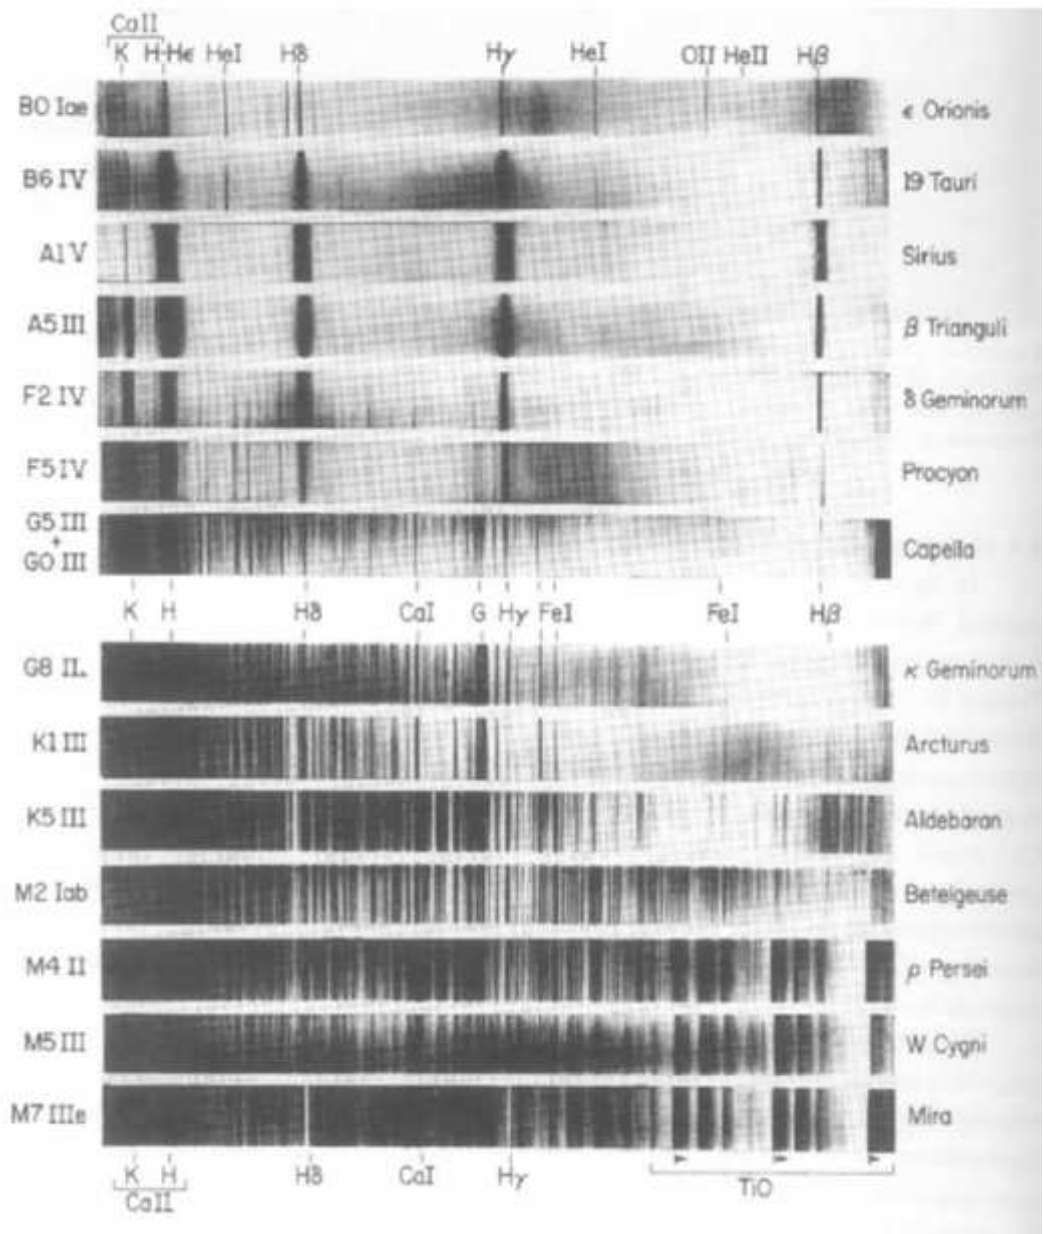 Ca II
K H-Hε HeI Hδ Hγ HeI OII HeII Hβ
B0 Iae ε Orionis
B6 IV 19 Tauri
A1 V Sirius
A5 III β Trianguli
F2 IV δ Geminorum
F5 IV Procyon
G5 III
+
G0 III Capella
K H Hδ CaI G Hγ FeI FeI Hβ
κ Geminorum
K1 III Arcturus
K5 III Aldebaran
M2 Iab Betelgeuse
M4 II ρ Persei
M5 III W Cygni
M7 IIIe Mira
K H Hδ CaI Hγ TiO
CaII